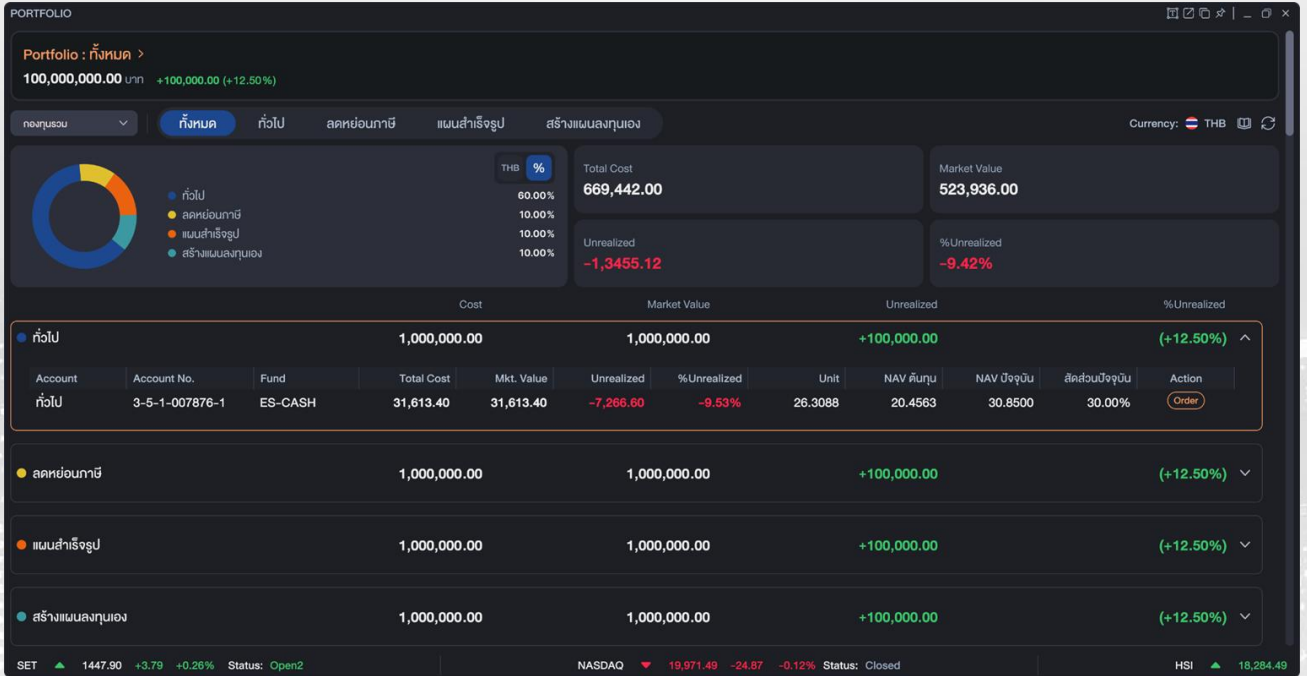 PORTFOLIO
Portfolio : ทั้งหมด >
100,000,000.00 บาท +100,000.00 (+12.50%)
กองทุนรวม ทั้งหมด ทั่วไป ลดหย่อนภาษี แผนสำเร็จรูป สร้างแผนลงทุนเอง Currency: THB
THB %
ทั่วไป 60.00%
ลดหย่อนภาษี 10.00%
แผนสำเร็จรูป 10.00%
สร้างแผนลงทุนเอง 10.00%
Total Cost
669,442.00
Market Value
523,936.00
Unrealized
-1,3455.12
%Unrealized
-9.42%
Cost Market Value Unrealized %Unrealized
ทั่วไป 1,000,000.00 1,000,000.00 +100,000.00 (+12.50%)
Account Account No. Fund Total Cost Mkt. Value Unrealized %Unrealized Unit NAV ต้นทุน NAV ปัจจุบัน สัดส่วนปัจจุบัน Action
ทั่วไป 3-5-1-007876-1 ES-CASH 31,613.40 31,613.40 -7,266.60 -9.53% 26.3088 20.4563 30.8500 30.00% Order
ลดหย่อนภาษี 1,000,000.00 1,000,000.00 +100,000.00 (+12.50%)
แผนสำเร็จรูป 1,000,000.00 1,000,000.00 +100,000.00 (+12.50%)
สร้างแผนลงทุนเอง 1,000,000.00 1,000,000.00 +100,000.00 (+12.50%)
SET 1447.90 +3.79 +0.26% Status: Open2 NASDAQ 19,971.49 -24.87 -0.12% Status: Closed HSI 18,284.49